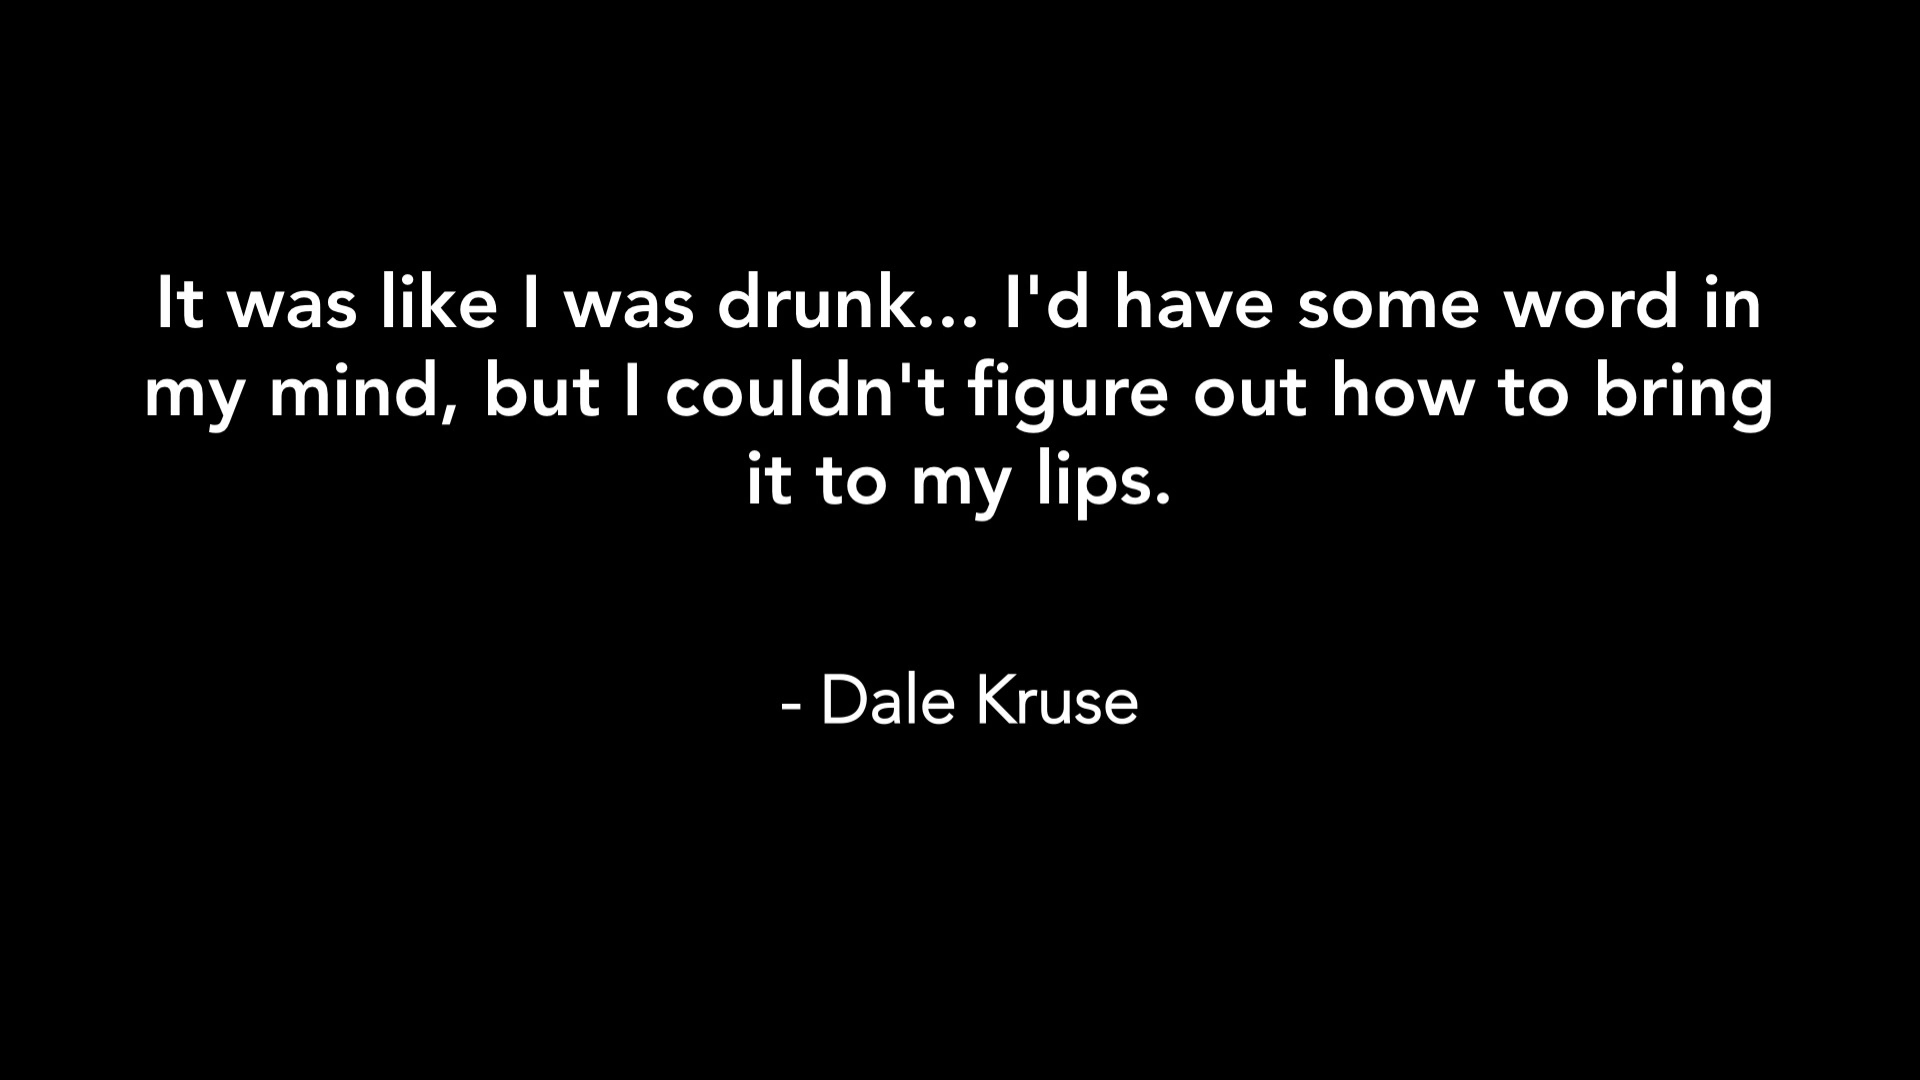 It was like I was drunk... I'd have some word in
my mind, but I couldn't figure out how to bring
it to my lips.
- Dale Kruse